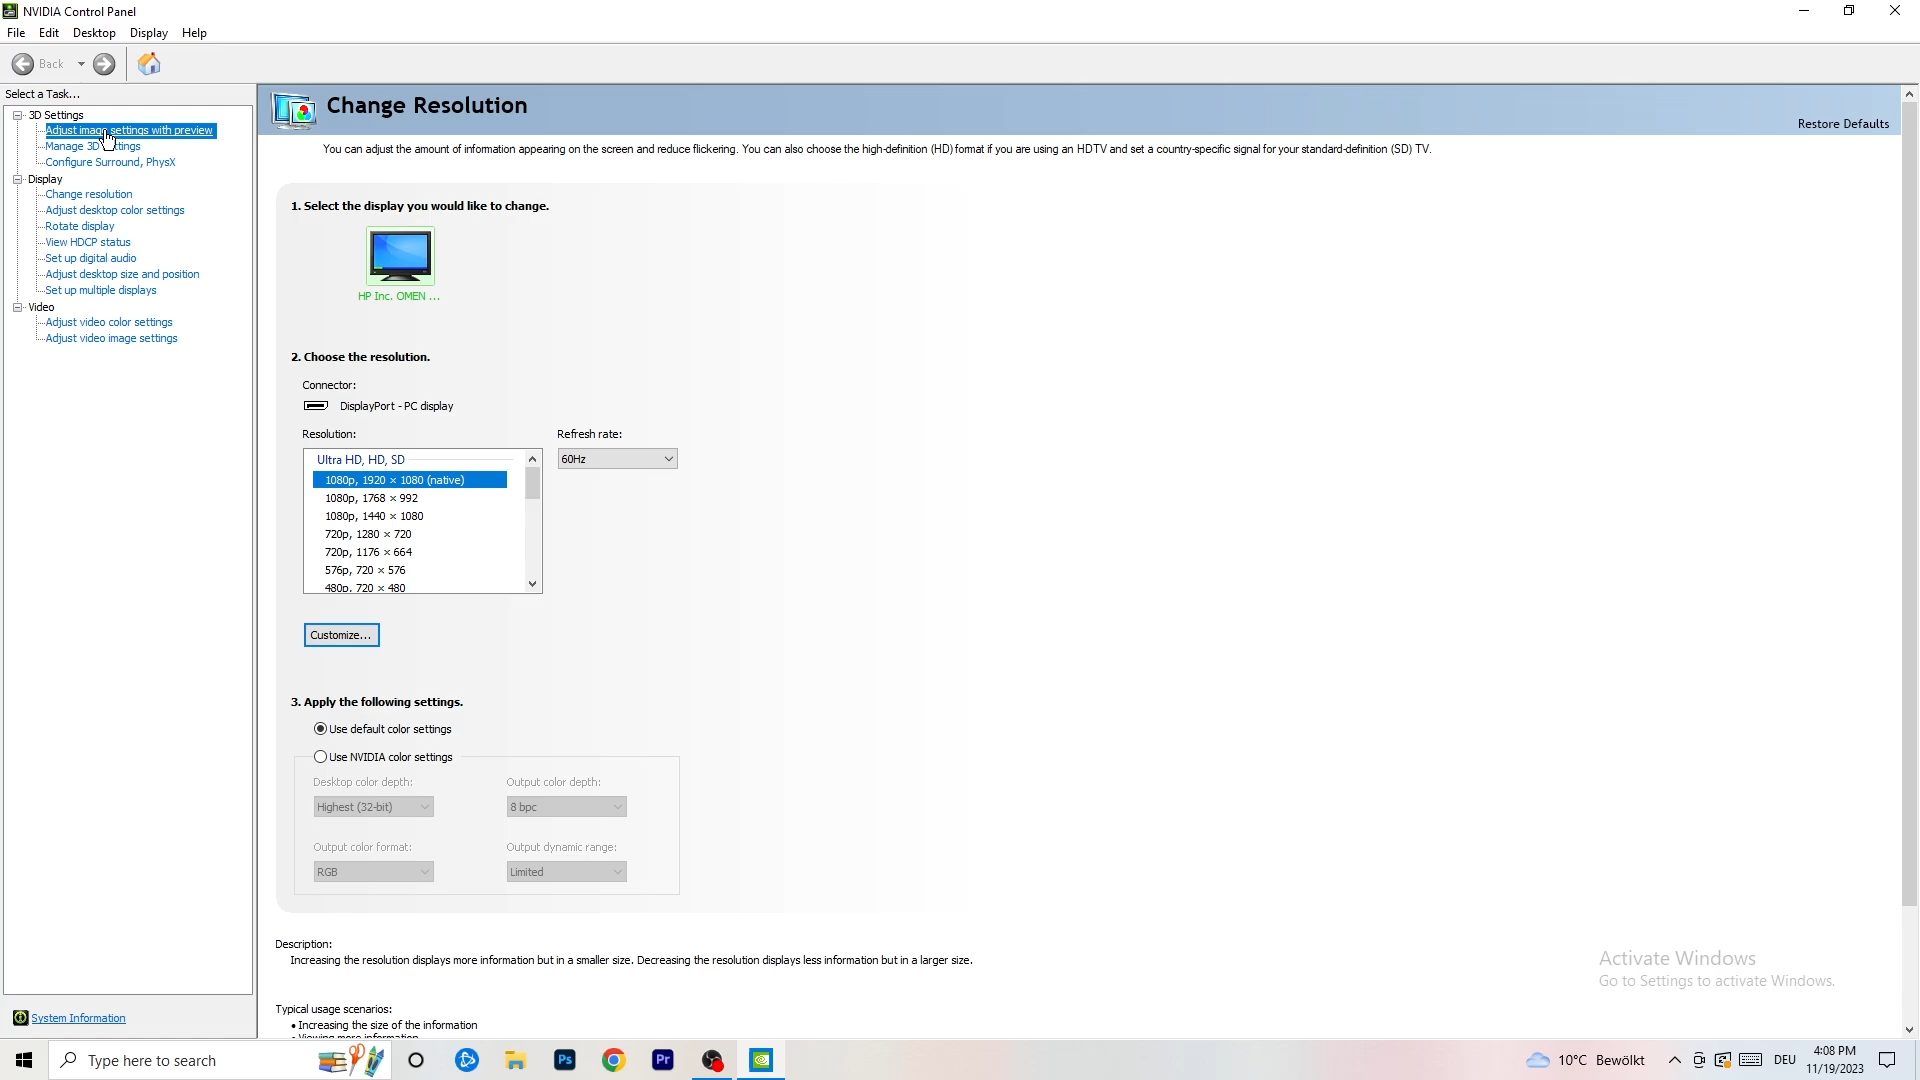 NVIDIA Control Panel
File Edit Desktop Display Help
Back
Select a Task...
3D Settings
Adjust image settings with preview
Manage 3D ttings
Configure Surround, PhysX
Display
Change resolution
Adjust desktop color settings
Rotate display
View HDCP status
Set up digital audio
Adjust desktop size and position
Set up multiple displays
Video
Adjust video color settings
Adjust video image settings
System Information
Change Resolution
Restore Defaults
You can adjust the amount of information appearing on the screen and reduce flickering. You can also choose the high-definition (HD) format if you are using an HDTV and set a country-specific signal for your standard-definition (SD) TV.
1. Select the display you would like to change.
HP Inc. OMEN ...
2. Choose the resolution.
Connector:
DisplayPort - PC display
Resolution:
Refresh rate:
Ultra HD, HD, SD
60Hz
1080p, 1920 × 1080 (native)
1080p, 1768 × 992
1080p, 1440 × 1080
720p, 1280 × 720
720p, 1176 × 664
576p, 720 × 576
480p, 720 × 480
Customize...
3. Apply the following settings.
Use default color settings
Use NVIDIA color settings
Desktop color depth:
Output color depth:
Highest (32-bit)
8 bpc
Output color format:
Output dynamic range:
RGB
Limited
Description:
Increasing the resolution displays more information but in a smaller size. Decreasing the resolution displays less information but in a larger size.
Typical usage scenarios:
• Increasing the size of the information
• Viewing more information
Activate Windows
Go to Settings to activate Windows.
Type here to search
Ps
Pr
10°C Bewölkt
DEU
4:08 PM
11/19/2023